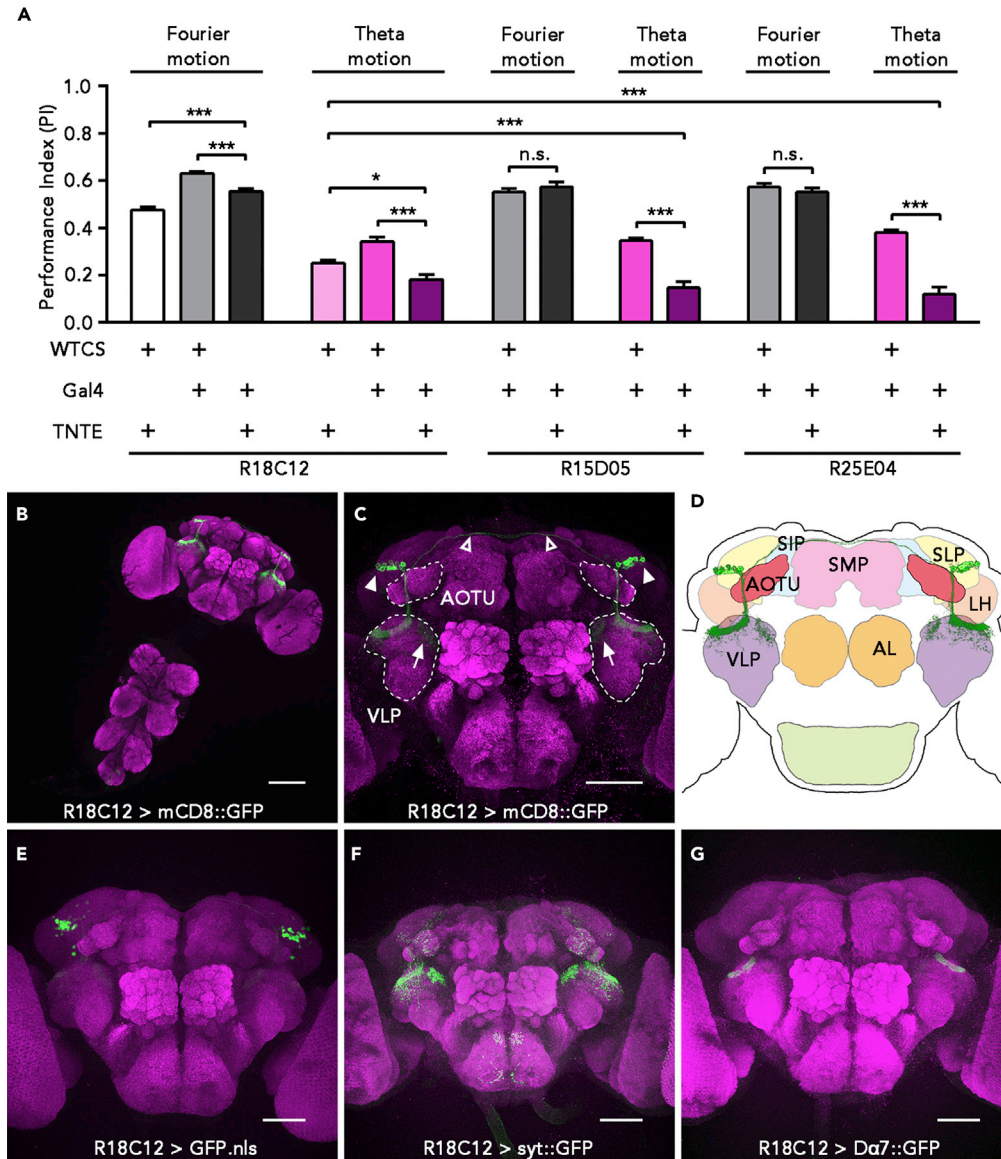 A
Fourier motion
Theta motion
Fourier motion
Theta motion
Fourier motion
Theta motion
Performance Index (PI)
1.0
0.8
0.6
0.4
0.2
0.0
***
***
***
***
*
***
n.s.
***
n.s.
***
WTCS + + + + + + + +
Gal4 + + + + + + + + + + + +
TNTE + + + + + + + +
R18C12
R15D05
R25E04
B
R18C12 > mCD8::GFP
C
AOTU
VLP
R18C12 > mCD8::GFP
D
SIP
SMP
SLP
AOTU
LH
VLP
AL
E
R18C12 > GFP.nls
F
R18C12 > syt::GFP
G
R18C12 > Dα7::GFP